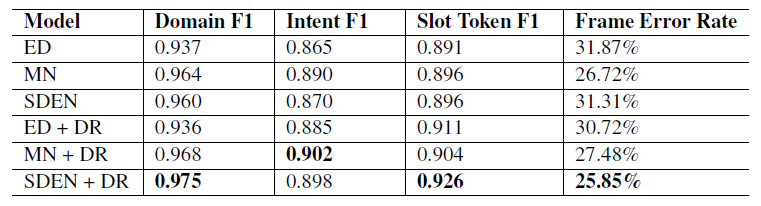 Model Domain F1 Intent F1 Slot Token F1 Frame Error Rate
ED 0.937 0.865 0.891 31.87%
MN 0.964 0.890 0.896 26.72%
SDEN 0.960 0.870 0.896 31.31%
ED + DR 0.936 0.885 0.911 30.72%
MN + DR 0.968 0.902 0.904 27.48%
SDEN + DR 0.975 0.898 0.926 25.85%